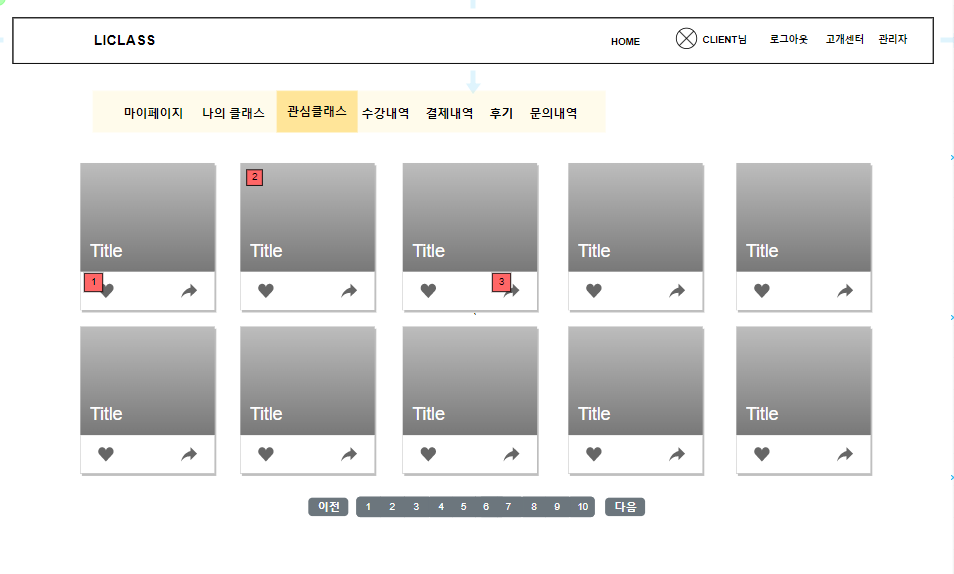 LICLASS HOME CLIENT님 로그아웃 고개센터 관리자
마이페이지 나의 클래스 관심클래스 수강내역 결제내역 후기 문의내역
2
Title Title Title Title Title
1 3
Title Title Title Title Title
이전 1 2 3 4 5 6 7 8 9 10 다음